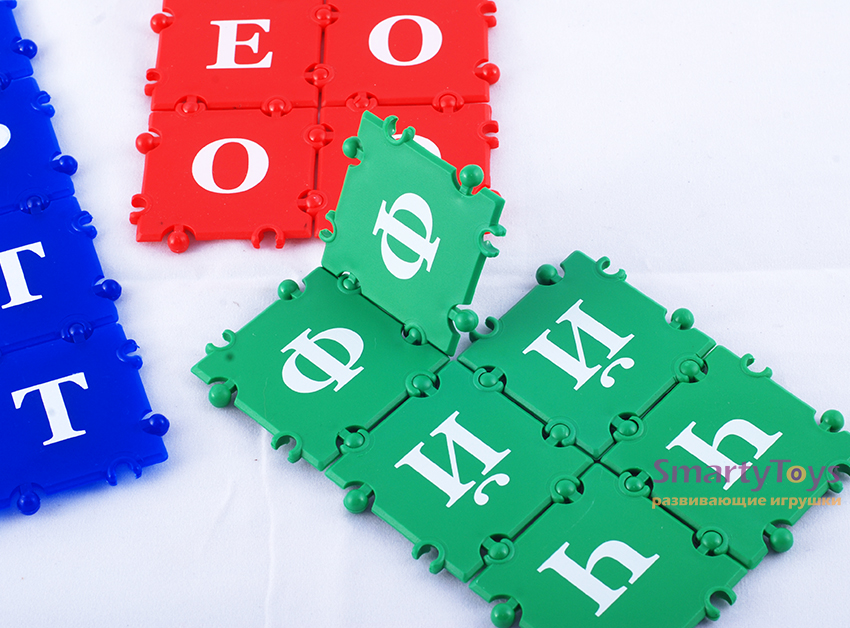 Е О
О
Т
Т
Ф
Ф Й
Й Ч
Ч
SmartyToys
развивающие игрушки